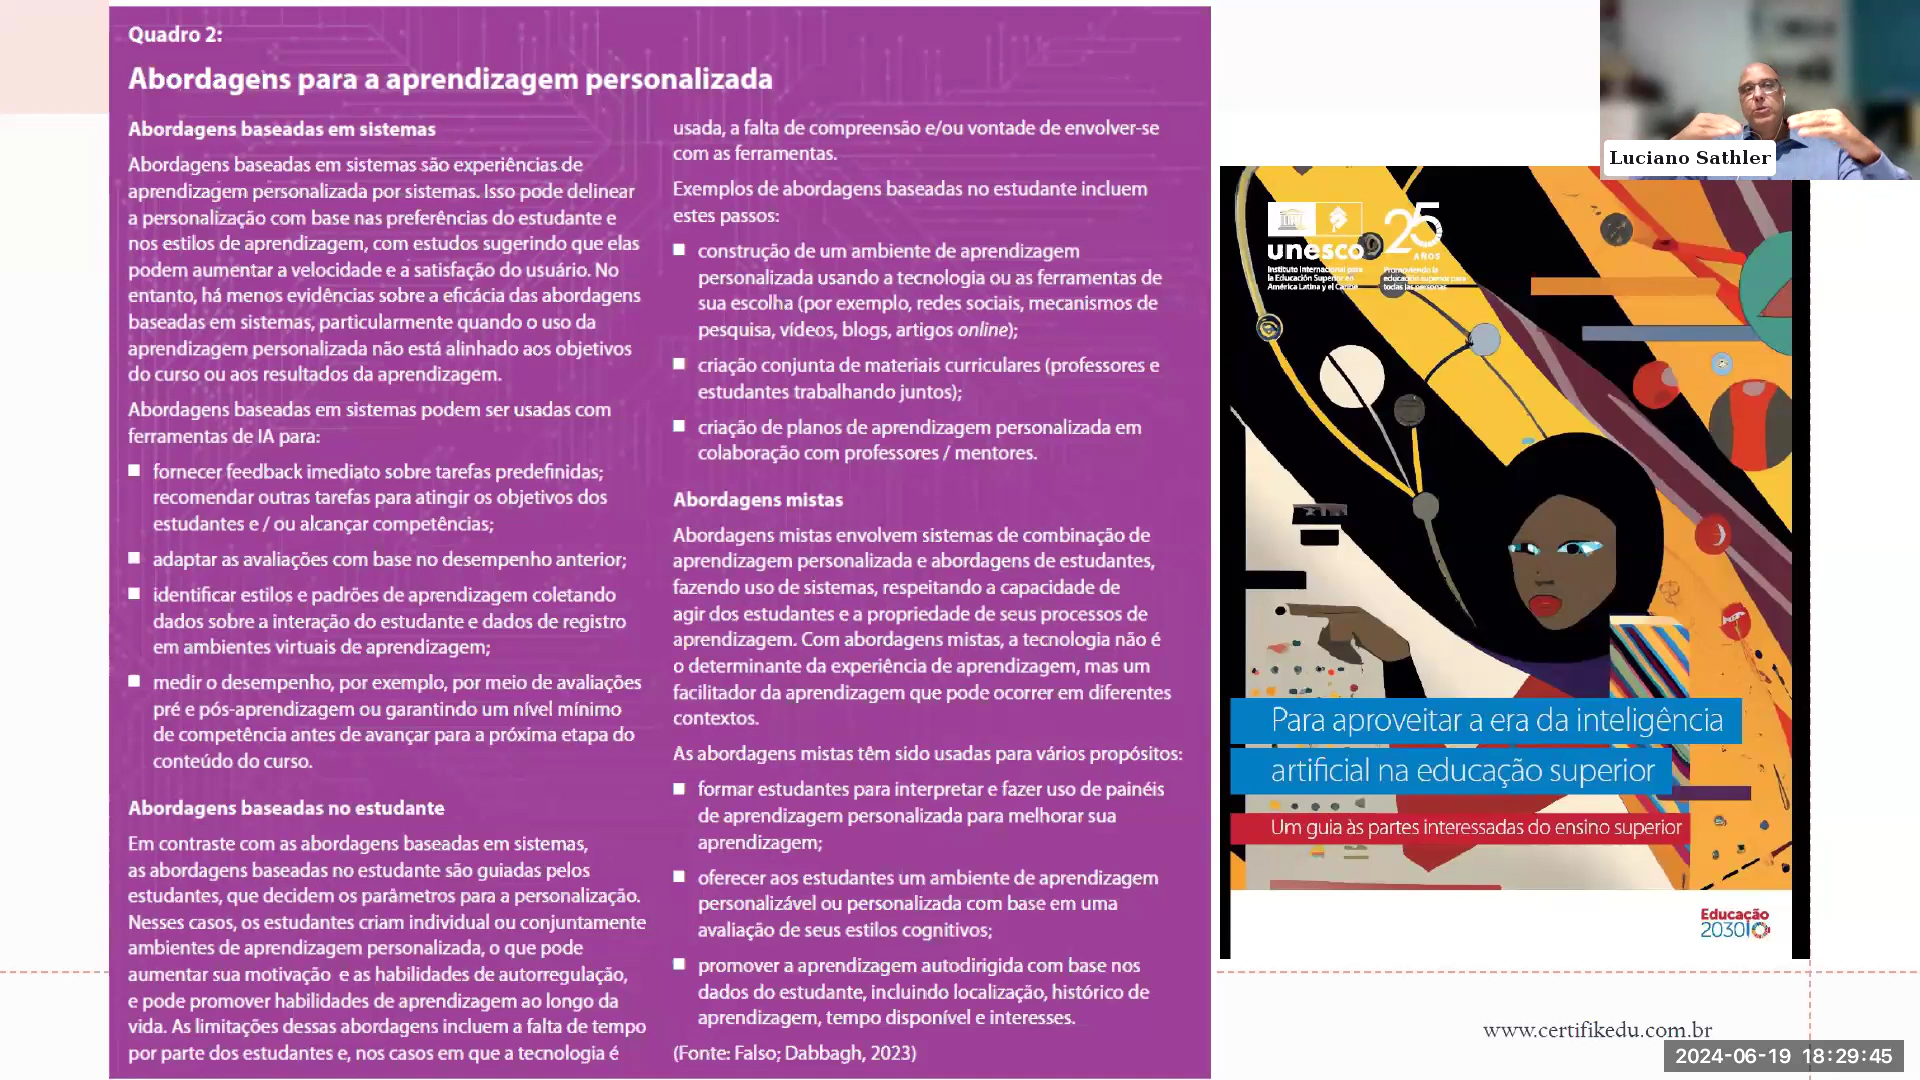 Quadro 2:
Abordagens para a aprendizagem personalizada
Abordagens baseadas em sistemas
Abordagens baseadas em sistemas são experiências de
aprendizagem personalizada por sistemas. Isso pode delinear
a personalização com base nas preferências do estudante e
nos estilos de aprendizagem, com estudos sugerindo que elas
podem aumentar a velocidade e a satisfação do usuário. No
entanto, há menos evidências sobre a eficácia das abordagens
baseadas em sistemas, particularmente quando o uso da
aprendizagem personalizada não está alinhado aos objetivos
do curso ou aos resultados da aprendizagem.
Abordagens baseadas em sistemas podem ser usadas com
ferramentas de IA para:
fornecer feedback imediato sobre tarefas predefinidas;
recomendar outras tarefas para atingir os objetivos dos
estudantes e / ou alcançar competências;
adaptar as avaliações com base no desempenho anterior;
identificar estilos e padrões de aprendizagem coletando
dados sobre a interação do estudante e dados de registro
em ambientes virtuais de aprendizagem;
medir o desempenho, por exemplo, por meio de avaliações
pré e pós-aprendizagem ou garantindo um nível mínimo
de competência antes de avançar para a próxima etapa do
conteúdo do curso.
Abordagens baseadas no estudante
Em contraste com as abordagens baseadas em sistemas,
as abordagens baseadas no estudante são guiadas pelos
estudantes, que decidem os parâmetros para a personalização.
Nesses casos, os estudantes criam individual ou conjuntamente
ambientes de aprendizagem personalizada, o que pode
aumentar sua motivação e as habilidades de autorregulação,
e pode promover habilidades de aprendizagem ao longo da
vida. As limitações dessas abordagens incluem a falta de tempo
por parte dos estudantes e, nos casos em que a tecnologia é
usada, a falta de compreensão e/ou vontade de envolver-se
com as ferramentas.
Exemplos de abordagens baseadas no estudante incluem
estes passos:
construção de um ambiente de aprendizagem
personalizada usando a tecnologia ou as ferramentas de
sua escolha (por exemplo, redes sociais, mecanismos de
pesquisa, vídeos, blogs, artigos online);
criação conjunta de materiais curriculares (professores e
estudantes trabalhando juntos);
criação de planos de aprendizagem personalizada em
colaboração com professores / mentores.
Abordagens mistas
Abordagens mistas envolvem sistemas de combinação de
aprendizagem personalizada e abordagens de estudantes,
fazendo uso de sistemas, respeitando a capacidade de
agir dos estudantes e a propriedade de seus processos de
aprendizagem. Com abordagens mistas, a tecnologia não é
o determinante da experiência de aprendizagem, mas um
facilitador da aprendizagem que pode ocorrer em diferentes
contextos.
As abordagens mistas têm sido usadas para vários propósitos:
formar estudantes para interpretar e fazer uso de painéis
de aprendizagem personalizada para melhorar sua
aprendizagem;
oferecer aos estudantes um ambiente de aprendizagem
personalizável ou personalizada com base em uma
avaliação de seus estilos cognitivos;
promover a aprendizagem autodirigida com base nos
dados do estudante, incluindo localização, histórico de
aprendizagem, tempo disponível e interesses.
(Fonte: Falso; Dabbagh, 2023)
Luciano Sathler
unesco
Instituto Internacional para
la Educación Superior en
América Latina y el Caribe
25
AÑOS
Promoviendo la
educación superior para
todas las personas
Para aproveitar a era da inteligência
artificial na educação superior
Um guia às partes interessadas do ensino superior
Educação
2030
www.certifikedu.com.br
2024-06-19 18:29:45